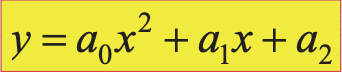 y = a₀x² + a₁x + a₂